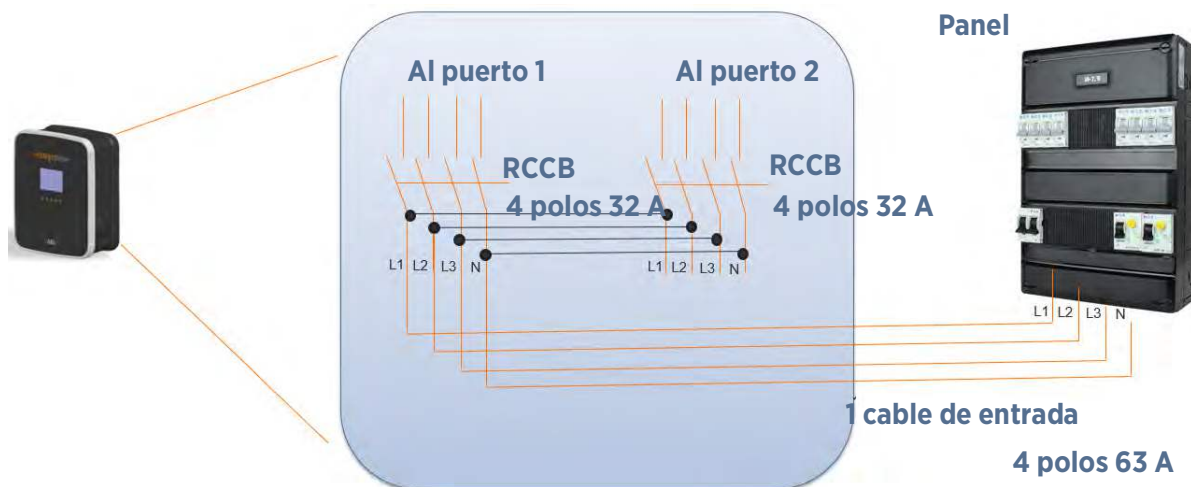 Panel
Al puerto 1
Al puerto 2
RCCB
4 polos 32 A
RCCB
4 polos 32 A
L1 L2 L3 N
L1 L2 L3 N
L1 L2 L3 N
1 cable de entrada
4 polos 63 A